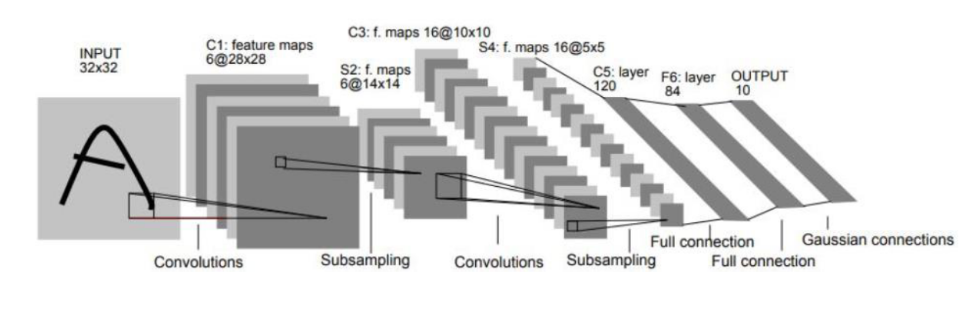 INPUT
32x32
C1: feature maps
6@28x28
S2: f. maps
6@14x14
C3: f. maps 16@10x10
S4: f. maps 16@5x5
C5: layer
120
F6: layer
84
OUTPUT
10
A
Convolutions
Subsampling
Convolutions
Subsampling
Full connection
Full connection
Gaussian connections